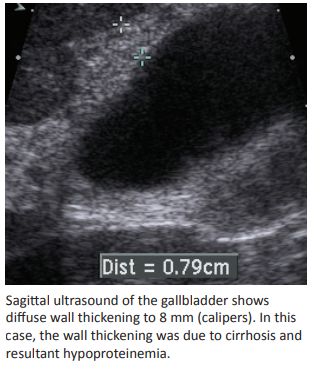 Dist = 0.79cm
Sagittal ultrasound of the gallbladder shows
diffuse wall thickening to 8 mm (calipers). In this
case, the wall thickening was due to cirrhosis and
resultant hypoproteinemia.